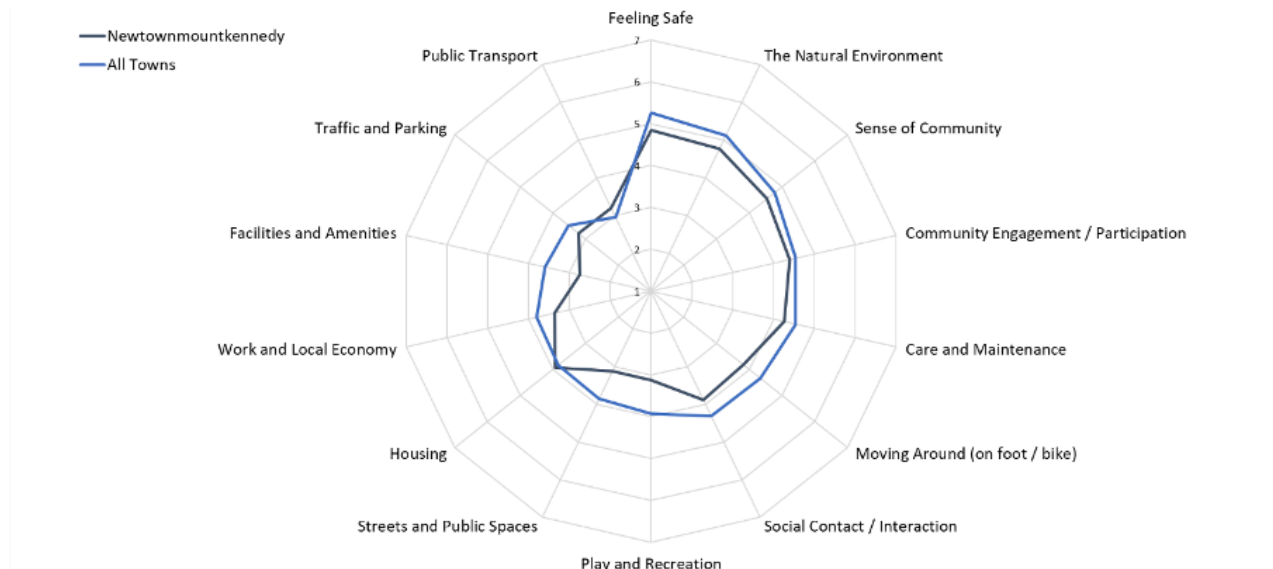 Newtownmountkennedy
All Towns
Feeling Safe
The Natural Environment
Sense of Community
Community Engagement / Participation
Care and Maintenance
Moving Around (on foot / bike)
Social Contact / Interaction
Play and Recreation
Streets and Public Spaces
Housing
Work and Local Economy
Facilities and Amenities
Traffic and Parking
Public Transport
7
6
5
4
3
2
1